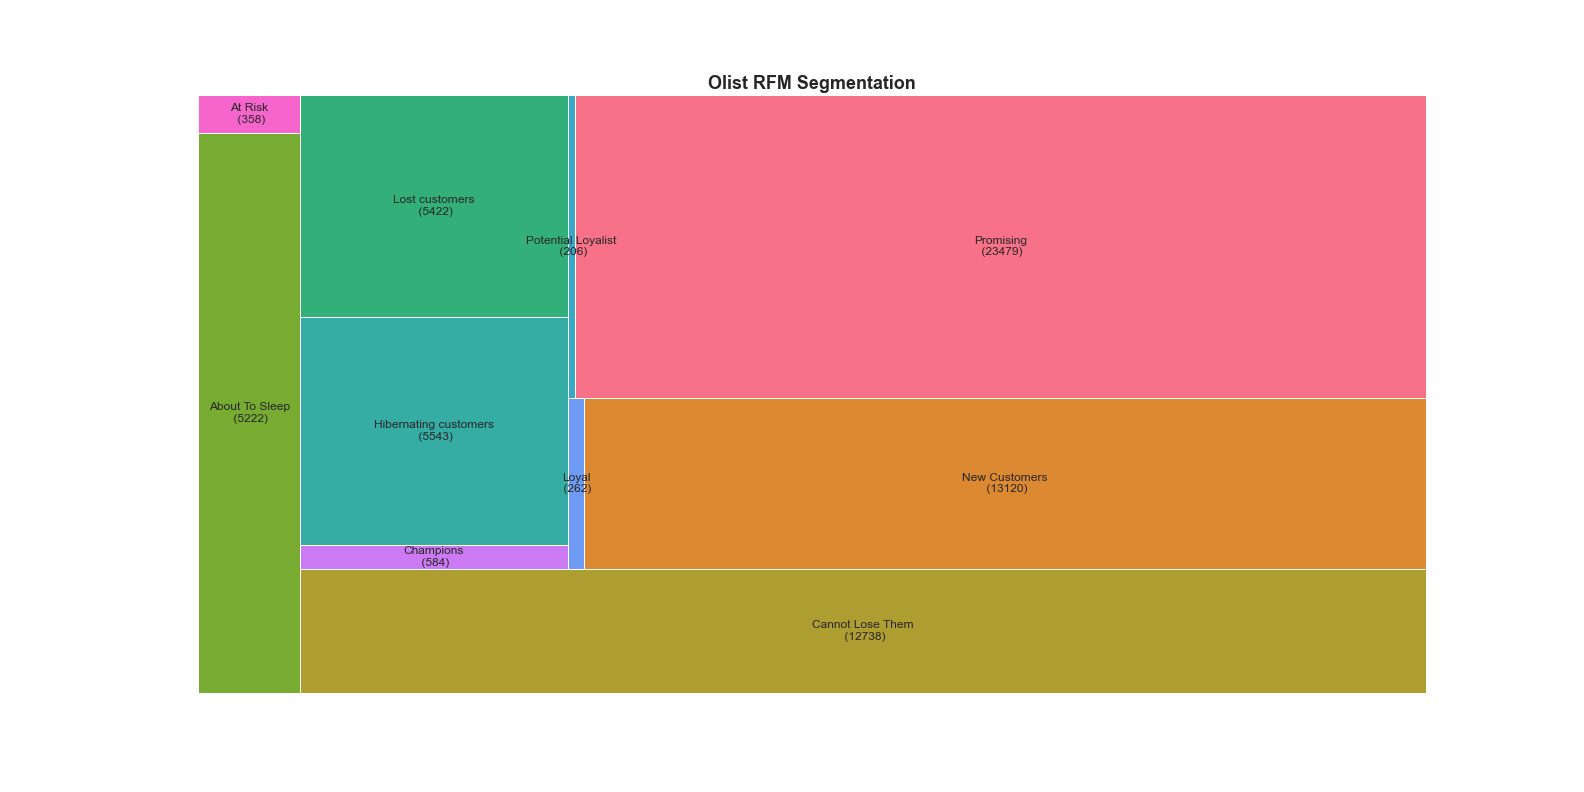 Olist RFM Segmentation
At Risk
(358)
Lost customers
(5422)
Potential Loyalist
(206)
Promising
(23479)
About To Sleep
(5222)
Hibernating customers
(5543)
Loyal
(262)
New Customers
(13120)
Champions
(584)
Cannot Lose Them
(12738)